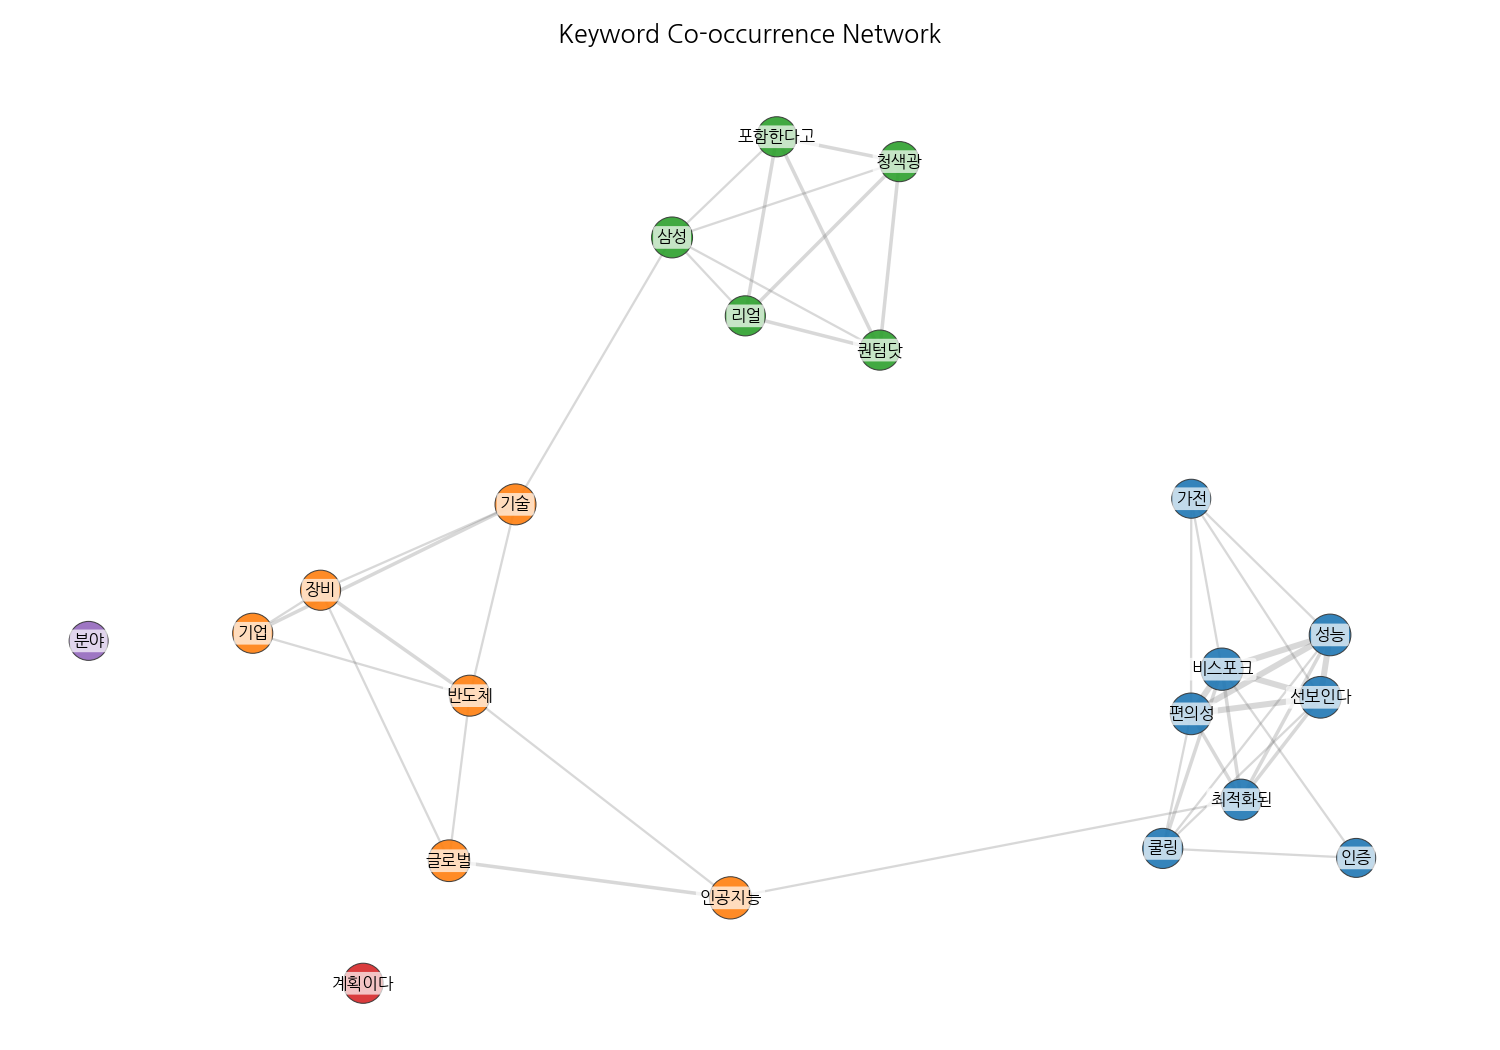 Keyword Co-occurrence Network
포함한다고
청색광
삼성
리얼
퀀텀닷
기술
가전
장비
기업
분야
성능
비스포크
반도체
선보인다
편의성
최적화된
쿨링
인증
글로벌
인공지능
계획이다